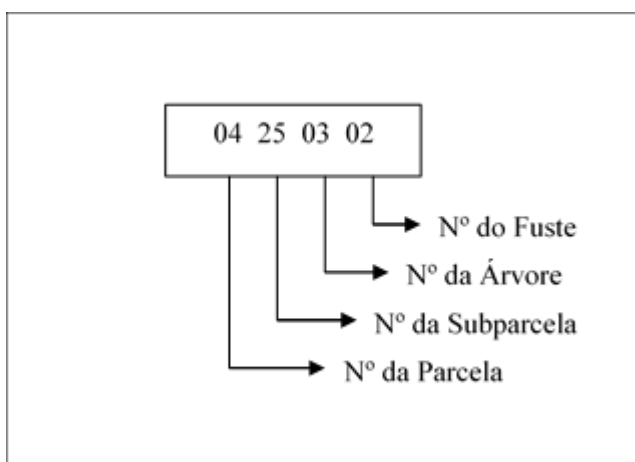 04 25 03 02
Nº do Fuste
Nº da Árvore
Nº da Subparcela
Nº da Parcela